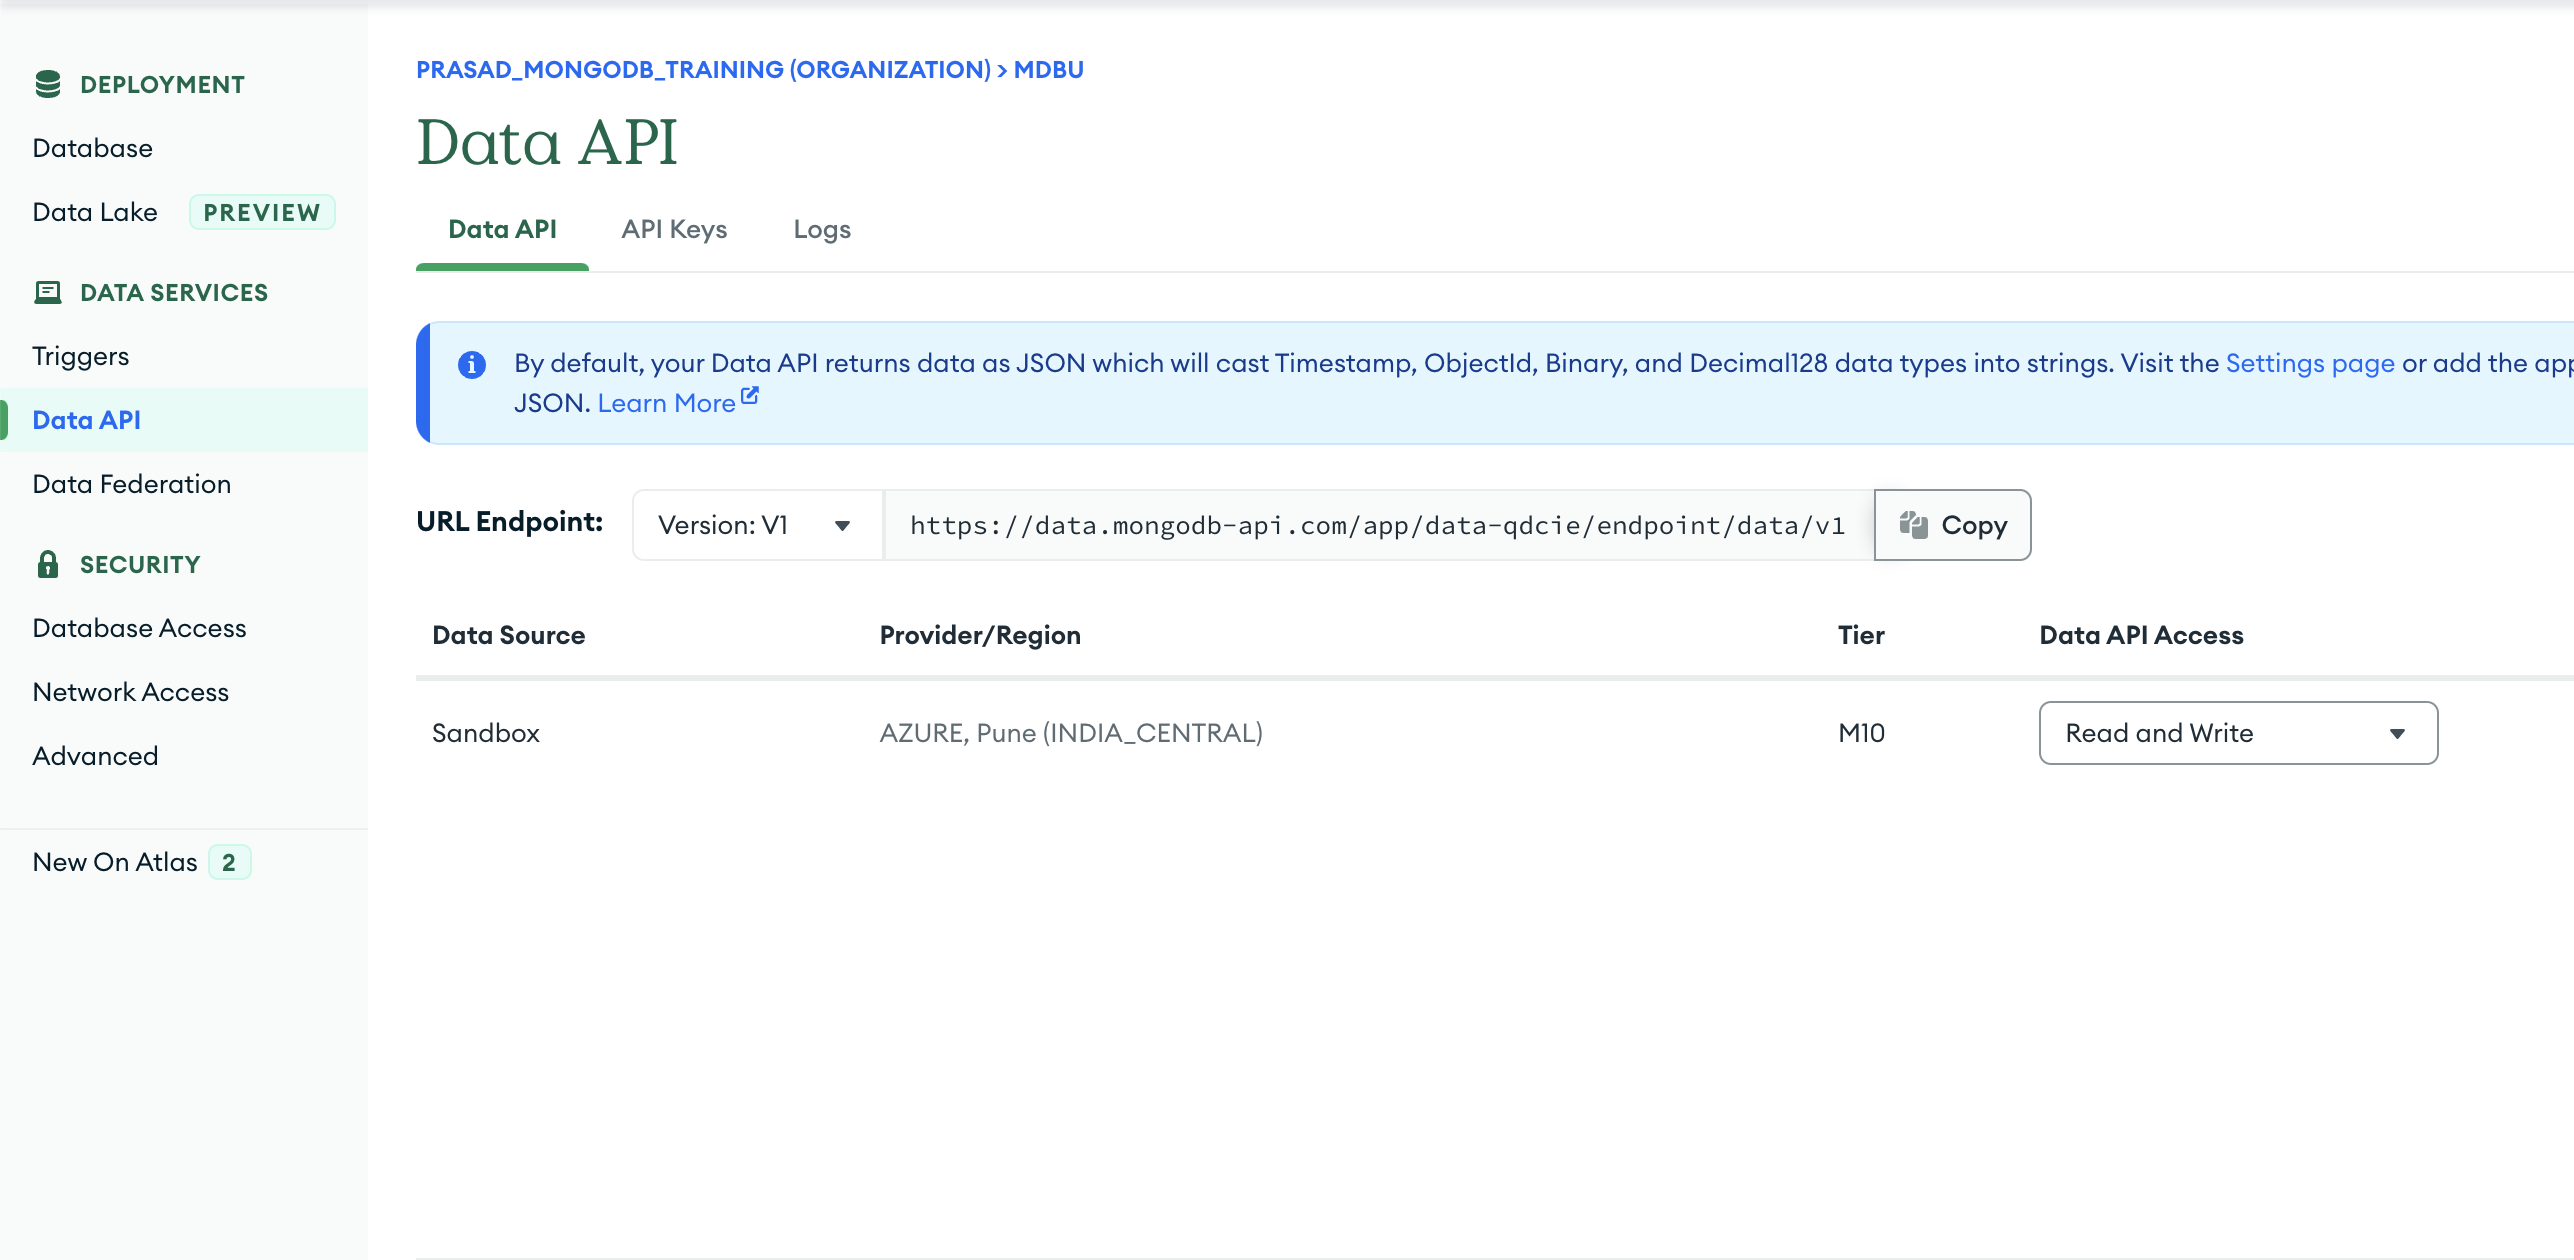 DEPLOYMENT
Database
Data Lake PREVIEW
DATA SERVICES
Triggers
Data API
Data Federation
SECURITY
Database Access
Network Access
Advanced
New On Atlas 2
PRASAD_MONGODB_TRAINING (ORGANIZATION) > MDBU
Data API
Data API API Keys Logs
By default, your Data API returns data as JSON which will cast Timestamp, ObjectId, Binary, and Decimal128 data types into strings. Visit the Settings page or add the app
JSON. Learn More
URL Endpoint: Version: V1 https://data.mongodb-api.com/app/data-qdcie/endpoint/data/v1 Copy
Data Source Provider/Region Tier Data API Access
Sandbox AZURE, Pune (INDIA_CENTRAL) M10 Read and Write